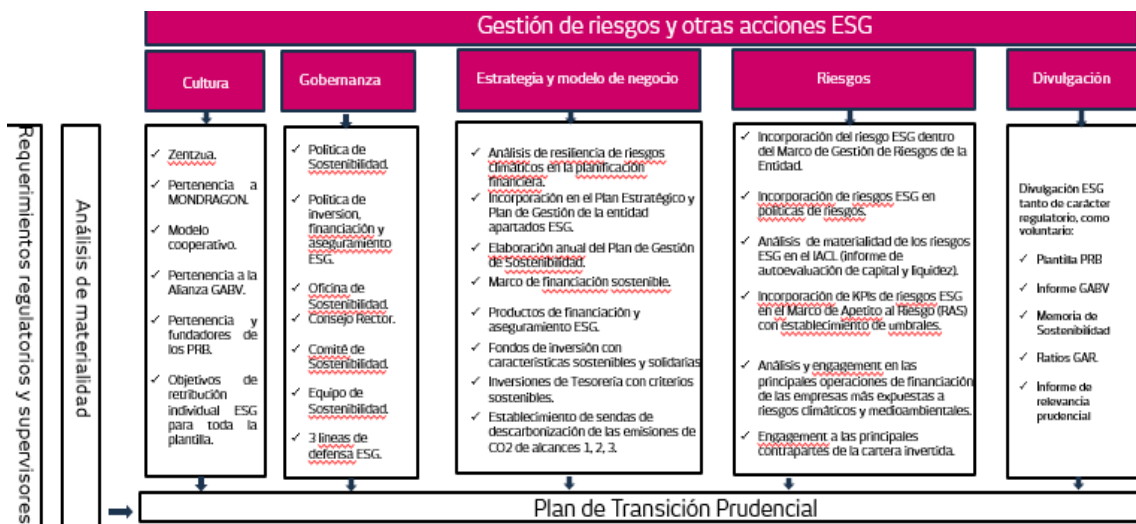 Gestión de riesgos y otras acciones ESG
Cultura
Gobernanza
Estrategia y modelo de negocio
Riesgos
Divulgación
Requerimientos regulatorios y supervisores
Análisis de materialidad
✓ Zentzua.
✓ Pertenencia a
MONDRAGON.
✓ Modelo
cooperativo.
✓ Pertenencia a la
Alianza GABV.
✓ Pertenencia y
fundadores de
los PRB.
✓ Objetivos de
retribución
individual ESG
para toda la
plantilla.
✓ Política de
Sostenibilidad.
✓ Política de
inversion,
financiación y
aseguramiento
ESG.
✓ Oficina de
Sostenibilidad.
✓ Consejo Rector.
✓ Comité de
Sostenibilidad.
✓ Equipo de
Sostenibilidad.
✓ 3 líneas de
defensa ESG.
✓ Análisis de resiliencia de riesgos
climáticos en la planificación
financiera.
✓ Incorporación en el Plan Estratégico y
Plan de Gestión de la entidad
apartados ESG.
✓ Elaboración anual del Plan de Gestión
de Sostenibilidad.
✓ Marco de financiación sostenible.
✓ Productos de financiación y
aseguramiento ESG.
✓ Fondos de inversión con
características sostenibles y solidarias
✓ Inversiones de Tesorería con criterios
sostenibles.
✓ Establecimiento de sendas de
descarbonización de las emisiones de
CO2 de alcances 1, 2, 3.
✓ Incorporación del riesgo ESG dentro
del Marco de Gestión de Riesgos de la
Entidad.
✓ Incorporación de riesgos ESG en
políticas de riesgos.
✓ Análisis de materialidad de los riesgos
ESG en el IACL (informe de
autoevaluación de capital y liquidez).
✓ Incorporación de KPIs de riesgos ESG
en el Marco de Apetito al Riesgo (RAS)
con establecimiento de umbrales.
✓ Análisis y engagement en las
principales operaciones de financiación
de las empresas más expuestas a
riesgos climáticos y medioambientales.
✓ Engagement a las principales
contrapartes de la cartera invertida.
Divulgación ESG
tanto de carácter
regulatorio, como
voluntario:
✓ Plantilla PRB
✓ Informe GABV
✓ Memoria de
Sostenibilidad
✓ Ratios GAR.
✓ Informe de
relevancia
prudencial
Plan de Transición Prudencial